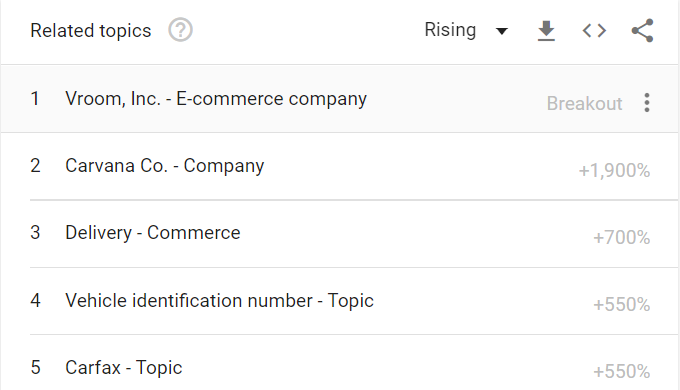 Related topics ? Rising
1 Vroom, Inc. - E-commerce company Breakout
2 Carvana Co. - Company +1,900%
3 Delivery - Commerce +700%
4 Vehicle identification number - Topic +550%
5 Carfax - Topic +550%